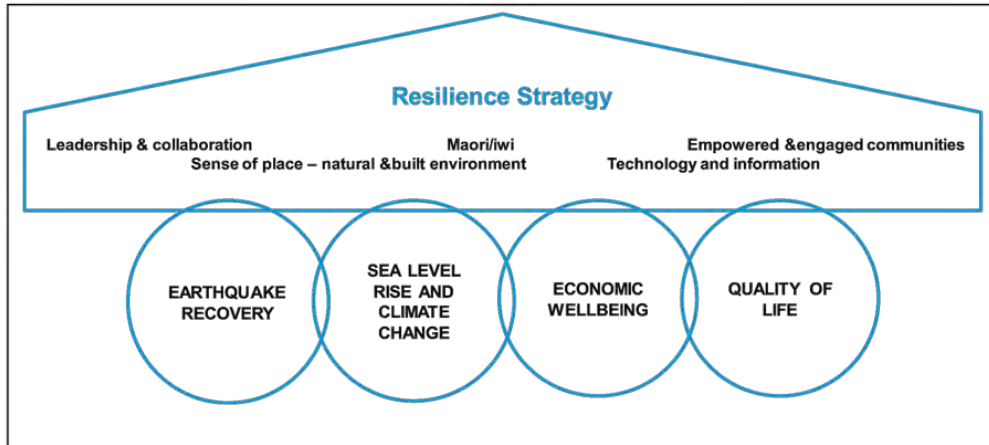 Resilience Strategy
Leadership & collaboration
Maori/iwi
Empowered &engaged communities
Sense of place – natural &built environment
Technology and information
EARTHQUAKE
RECOVERY
SEA LEVEL
RISE AND
CLIMATE
CHANGE
ECONOMIC
WELLBEING
QUALITY OF
LIFE